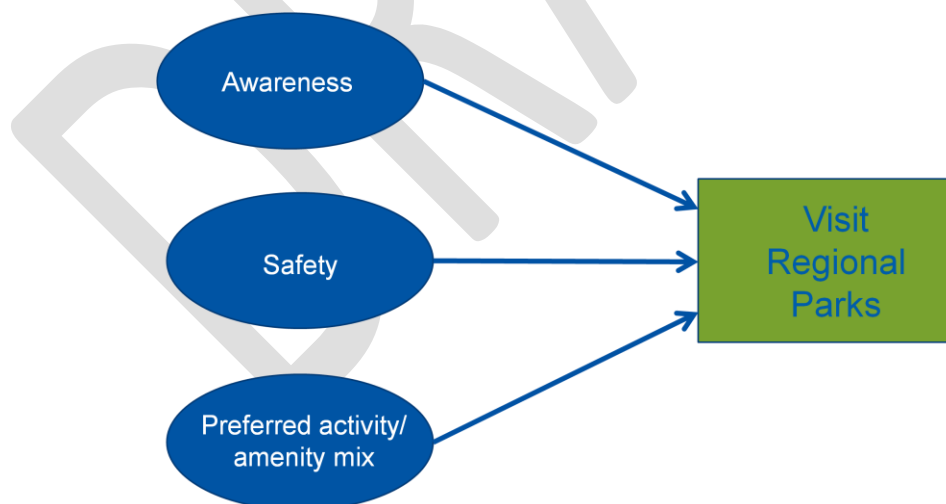 Awareness
Safety
Preferred activity/
amenity mix
Visit
Regional
Parks